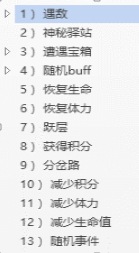 1）遇敌
2）神秘驿站
3）遭遇宝箱
4）随机buff
5）恢复生命
6）恢复体力
7）跃层
8）获得积分
9）分岔路
10）减少积分
11）减少体力
12）减少生命值
13）随机事件